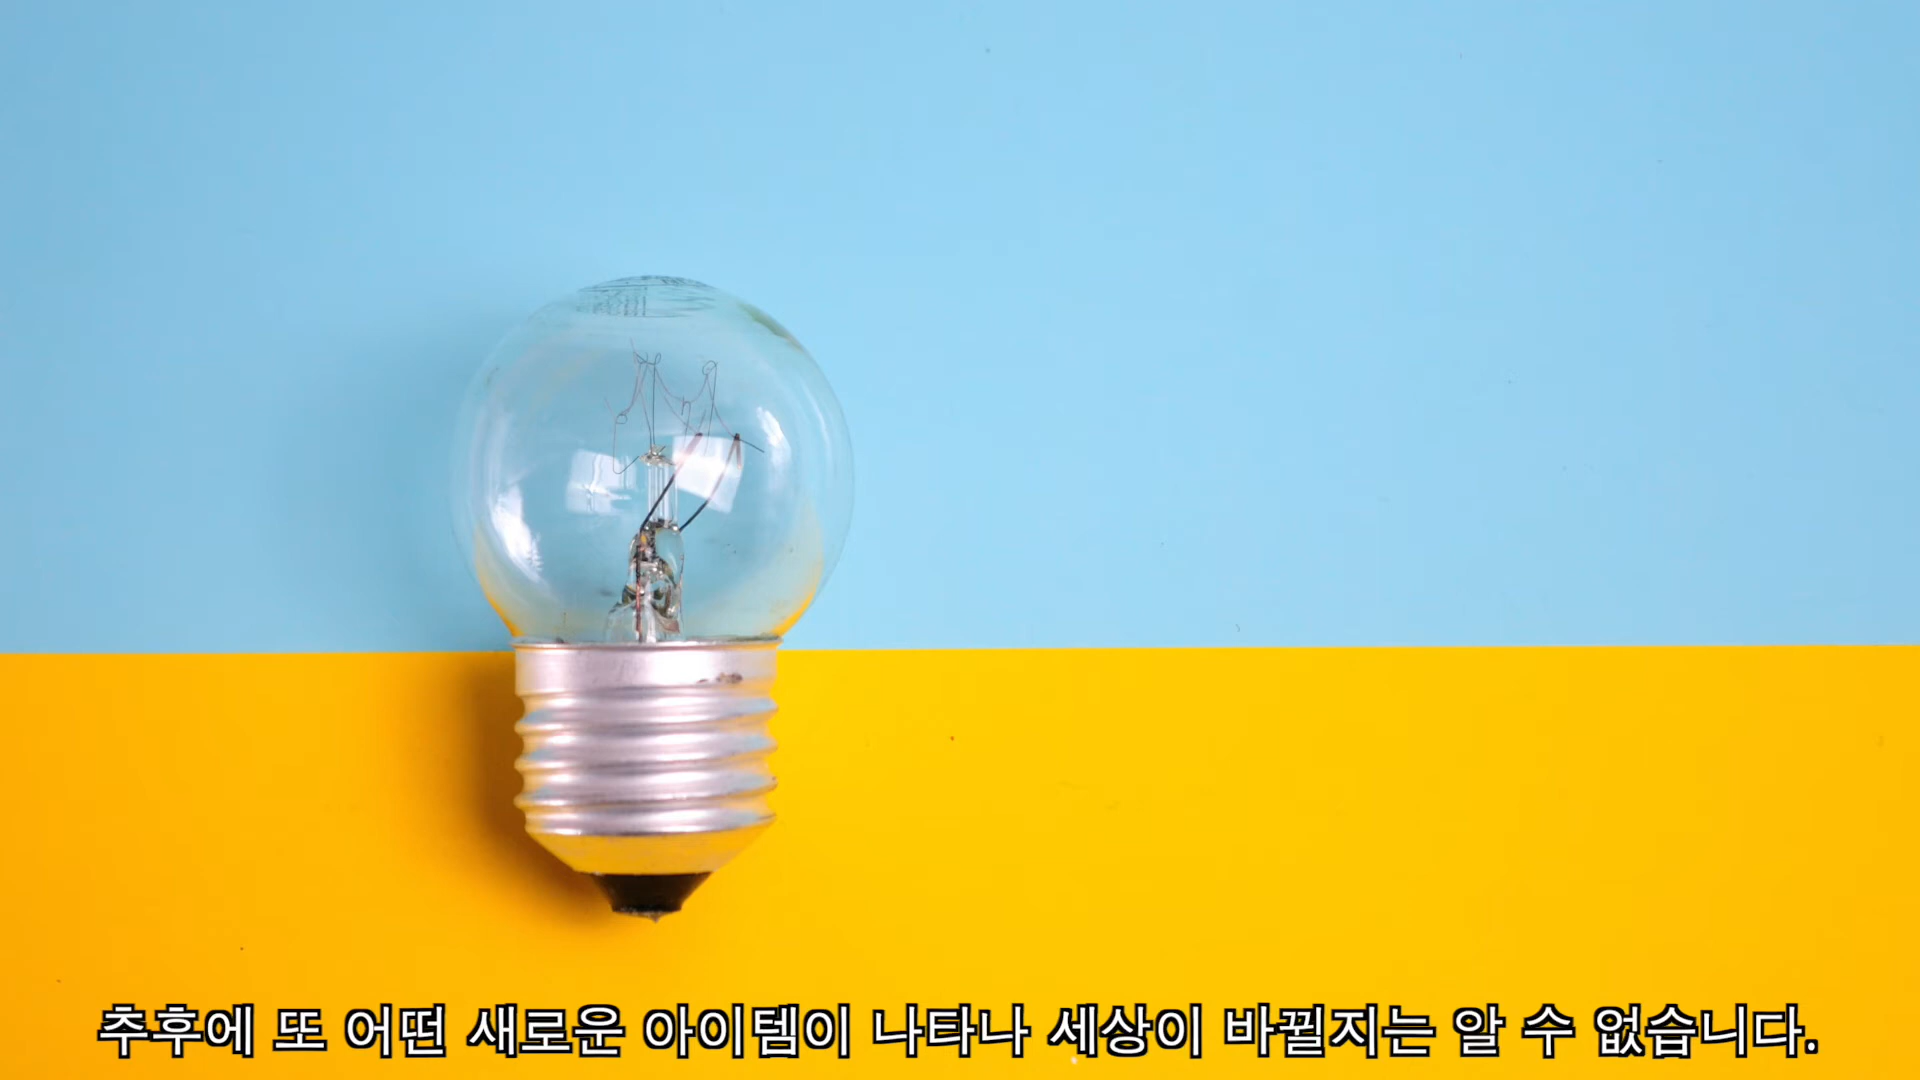 추후에 또 어떤 새로운 아이템이 나타나 세상이 바뀔지는 알 수 없습니다.